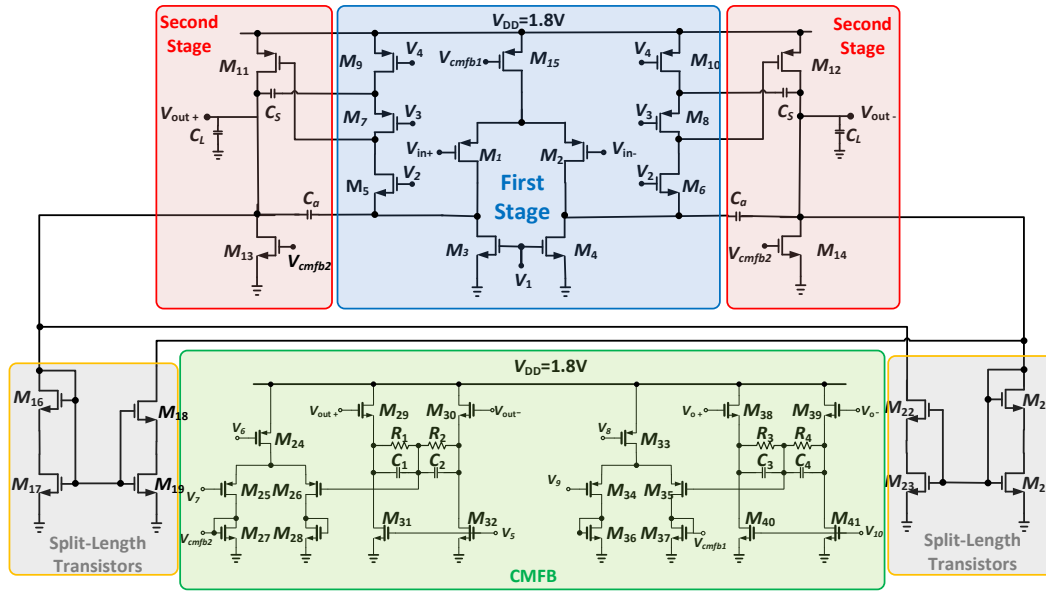 Second Stage
VDD=1.8V
Second Stage
M11
M9
V4
Vcmfb1
M15
V4
M10
M12
Vout +
CL
CS
M7
V3
V3
M8
CS
Vout -
CL
Vin+
M1
M2
Vin-
M5
V2
First Stage
V2
M6
Ca
Ca
M13
Vcmfb2
M3
M4
V1
Vcmfb2
M14
VDD=1.8V
M16
M18
M17
M19
Split-Length Transistors
V6
M24
Vout+
M29
M30
Vout-
R1
R2
C1
C2
V7
M25
M26
M27
M28
Vcmfb2
M31
M32
V5
V8
M33
Vo+
M38
M39
Vo-
R3
R4
C3
C4
V9
M34
M35
M36
M37
Vcmfb1
M40
M41
V10
CMFB
M22
M2
M23
M2
Split-Length Transistors